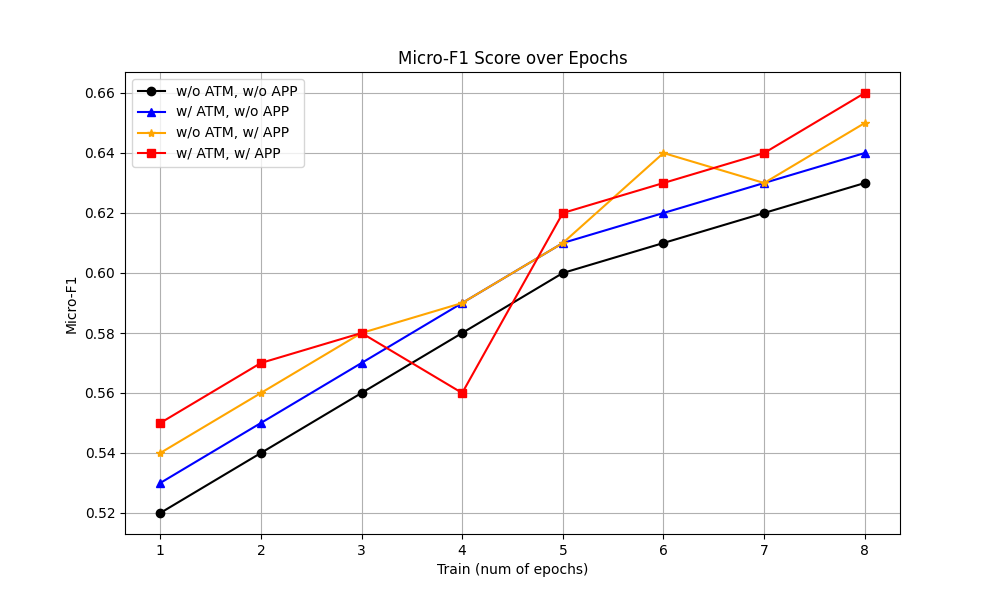 Micro-F1 Score over Epochs
w/o ATM, w/o APP
w/ ATM, w/o APP
w/o ATM, w/ APP
w/ ATM, w/ APP
Micro-F1
0.66
0.64
0.62
0.60
0.58
0.56
0.54
0.52
1 2 3 4 5 6 7 8
Train (num of epochs)